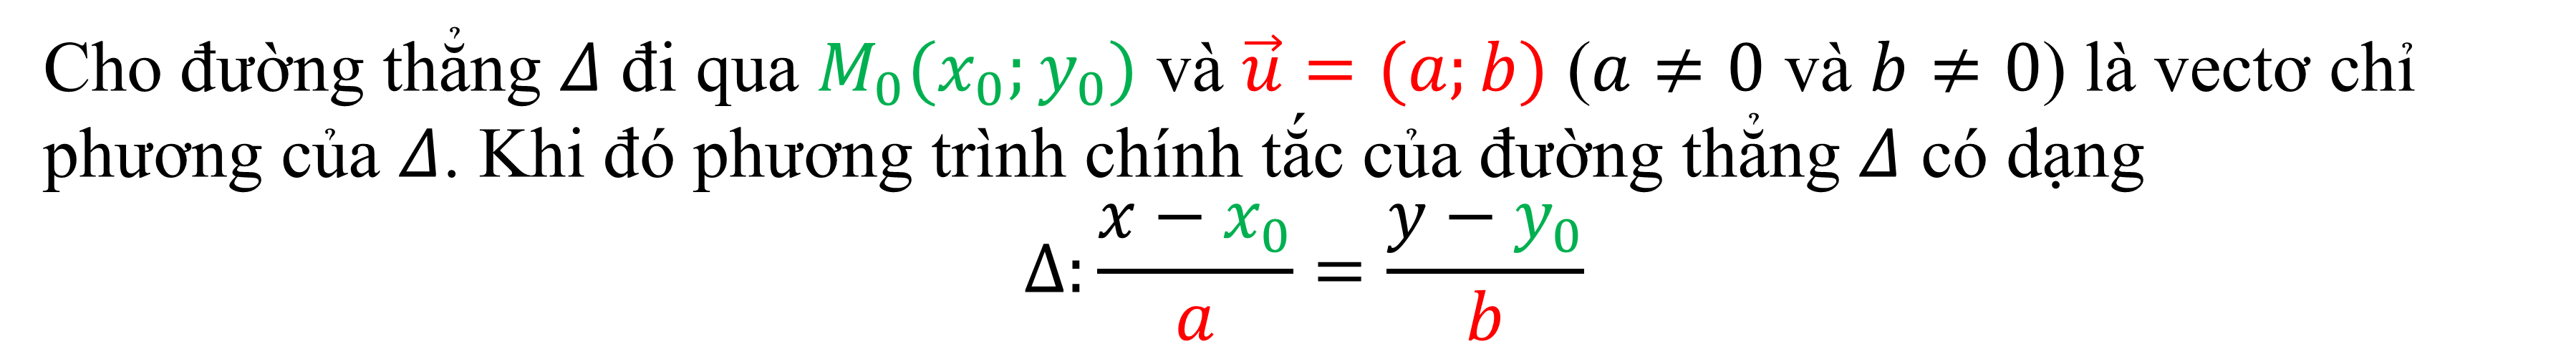 Cho đường thẳng Δ đi qua M₀(x₀; y₀) và u⃗ = (a; b) (a ≠ 0 và b ≠ 0) là vectơ chỉ
phương của Δ. Khi đó phương trình chính tắc của đường thẳng Δ có dạng
Δ: (x − x₀)/a = (y − y₀)/b